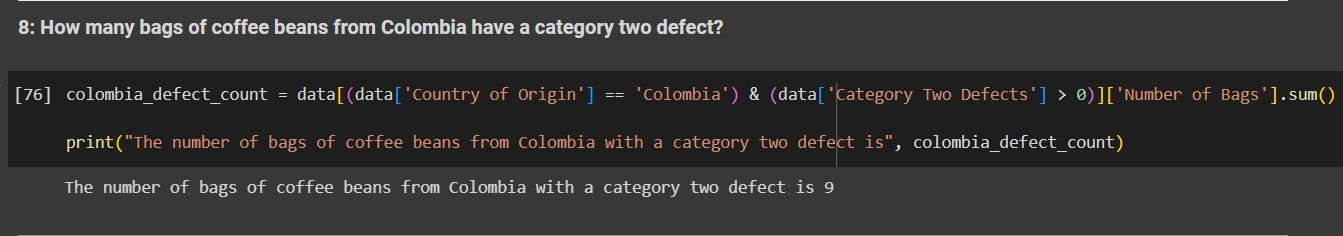 8: How many bags of coffee beans from Colombia have a category two defect?
[76] colombia_defect_count = data[(data['Country of Origin'] == 'Colombia') & (data['Category Two Defects'] > 0)]['Number of Bags'].sum()
print("The number of bags of coffee beans from Colombia with a category two defect is", colombia_defect_count)
The number of bags of coffee beans from Colombia with a category two defect is 9